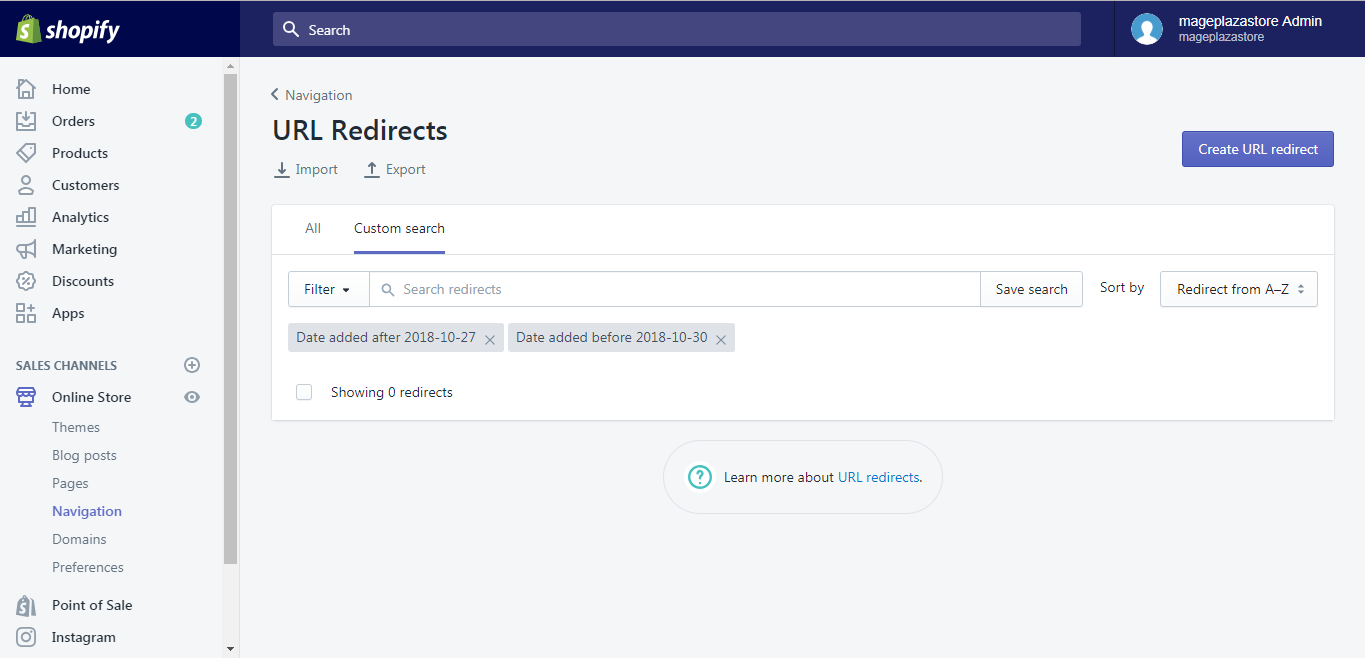 shopify
Search
mageplazastore Admin
mageplazastore
Home
Orders 2
Products
Customers
Analytics
Marketing
Discounts
Apps
SALES CHANNELS
Online Store
Themes
Blog posts
Pages
Navigation
Domains
Preferences
Point of Sale
Instagram
Navigation
URL Redirects
Import Export
Create URL redirect
All Custom search
Filter Search redirects Save search Sort by Redirect from A–Z
Date added after 2018-10-27 Date added before 2018-10-30
Showing 0 redirects
Learn more about URL redirects.